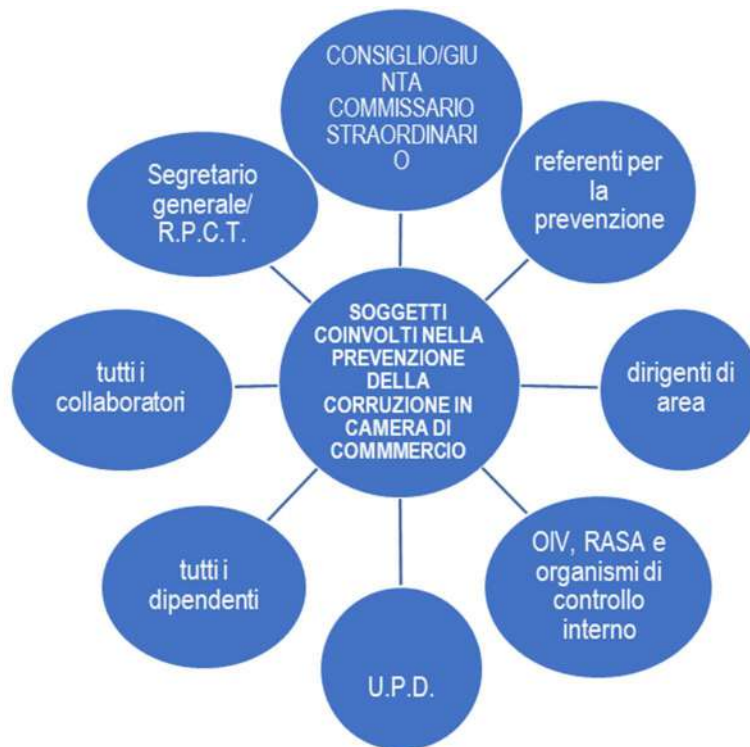 CONSIGLIO/GIU
NTA
COMMISSARIO
STRAORDINARI
O
referenti per
la
prevenzione
dirigenti di
area
OIV, RASA e
organismi di
controllo
interno
U.P.D.
tutti i
dipendenti
tutti i
collaboratori
Segretario
generale/
R.P.C.T.
SOGGETTI
COINVOLTI NELLA
PREVENZIONE
DELLA
CORRUZIONE IN
CAMERA DI
COMMMERCIO